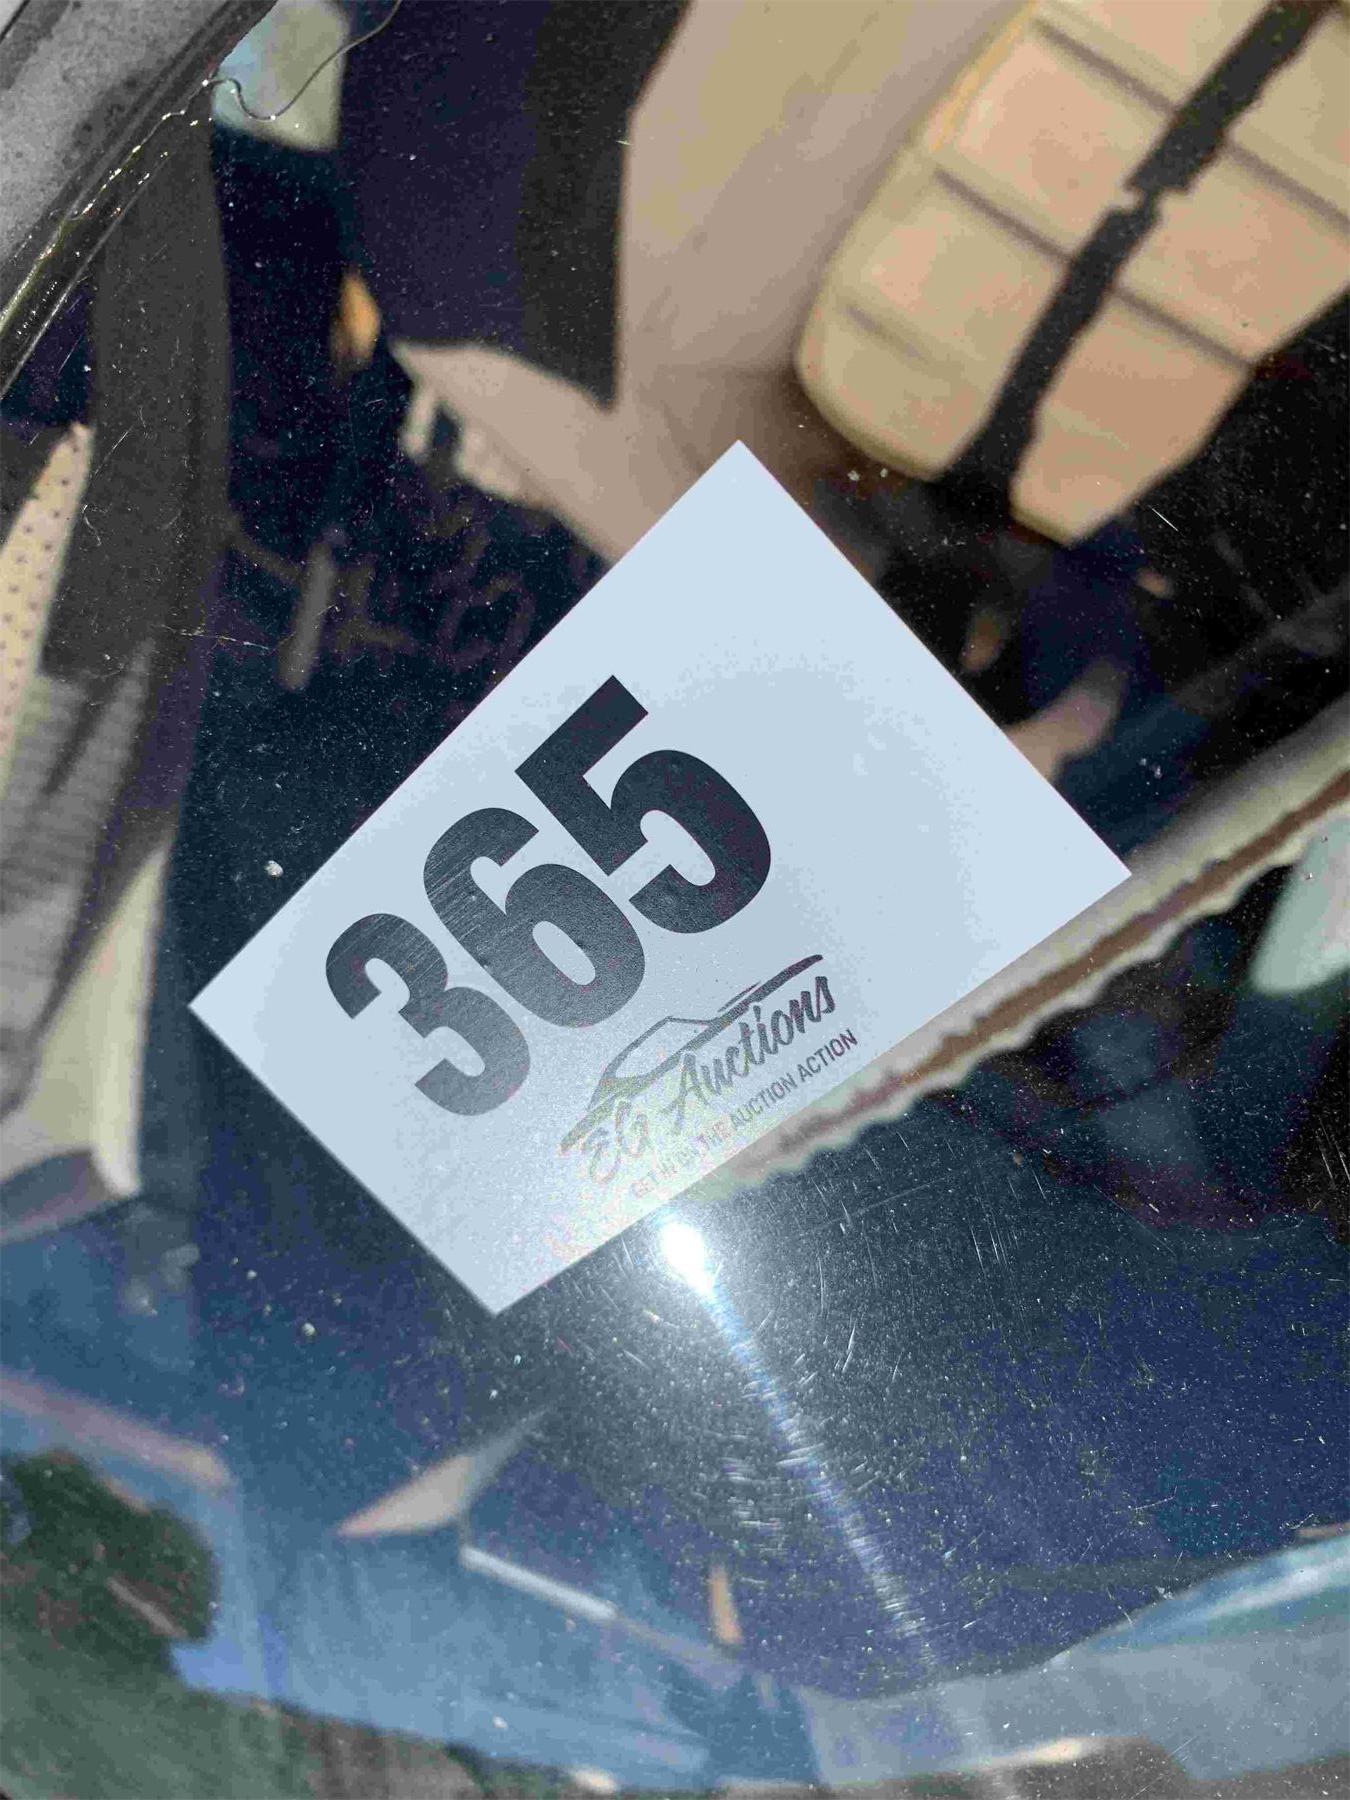 365
EG Auctions
GET IN ON THE AUCTION ACTION